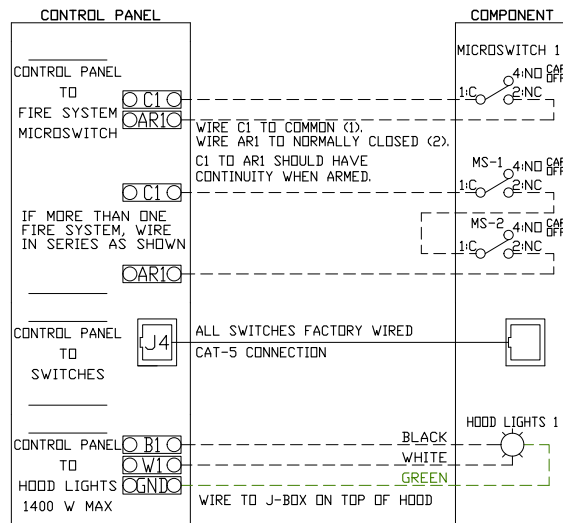 CONTROL PANEL
COMPONENT
MICROSWITCH 1
CONTROL PANEL
TO
FIRE SYSTEM
MICROSWITCH
C1
AR1
1:C
4:NO
2:NC
WIRE C1 TO COMMON (1).
WIRE AR1 TO NORMALLY CLOSED (2).
C1 TO AR1 SHOULD HAVE
CONTINUITY WHEN ARMED.
C1
MS-1
1:C
4:NO
2:NC
IF MORE THAN ONE
FIRE SYSTEM, WIRE
IN SERIES AS SHOWN
MS-2
1:C
4:NO
2:NC
AR1
CONTROL PANEL
TO
SWITCHES
J4
ALL SWITCHES FACTORY WIRED
CAT-5 CONNECTION
CONTROL PANEL
TO
HOOD LIGHTS
1400 W MAX
B1
W1
GND
BLACK
WHITE
GREEN
HOOD LIGHTS 1
WIRE TO J-BOX ON TOP OF HOOD